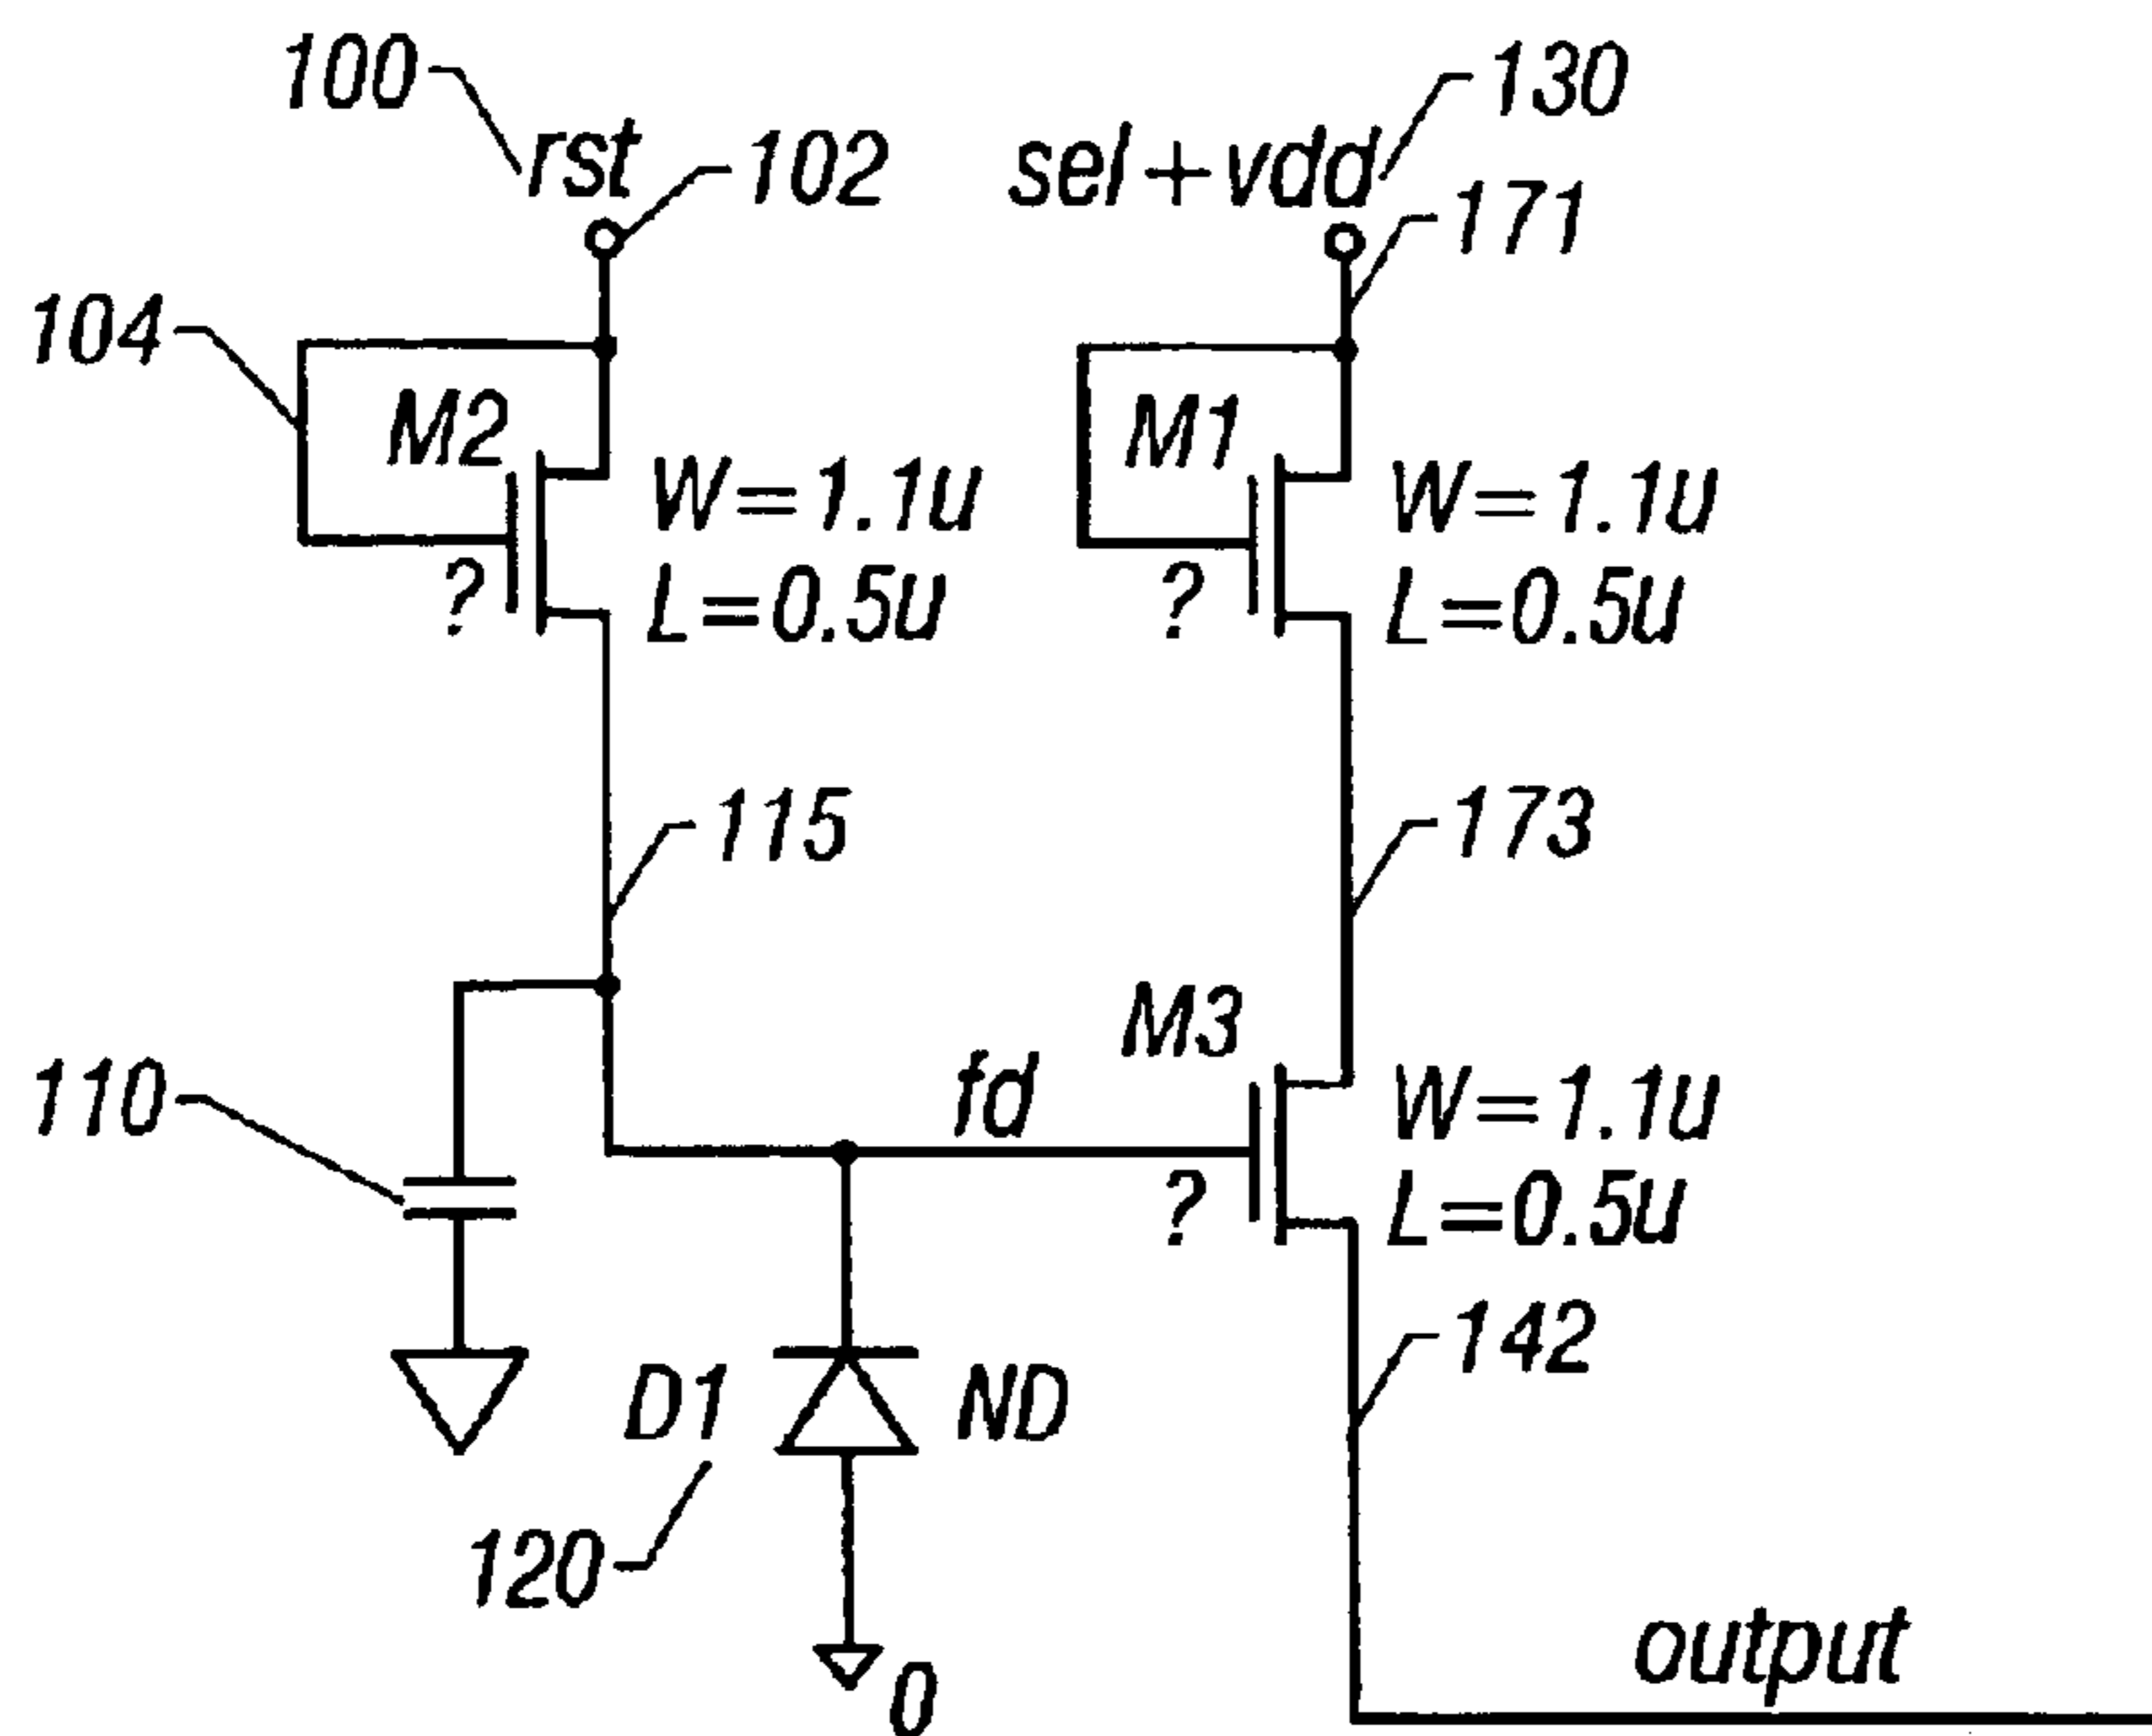 100
rst
102
sel+vdd
130
171
104
M2
W=1.1u
L=0.5u
?
M1
W=1.1u
L=0.5u
?
115
173
110
fd
M3
W=1.1u
L=0.5u
?
142
D1
ND
120
0
output